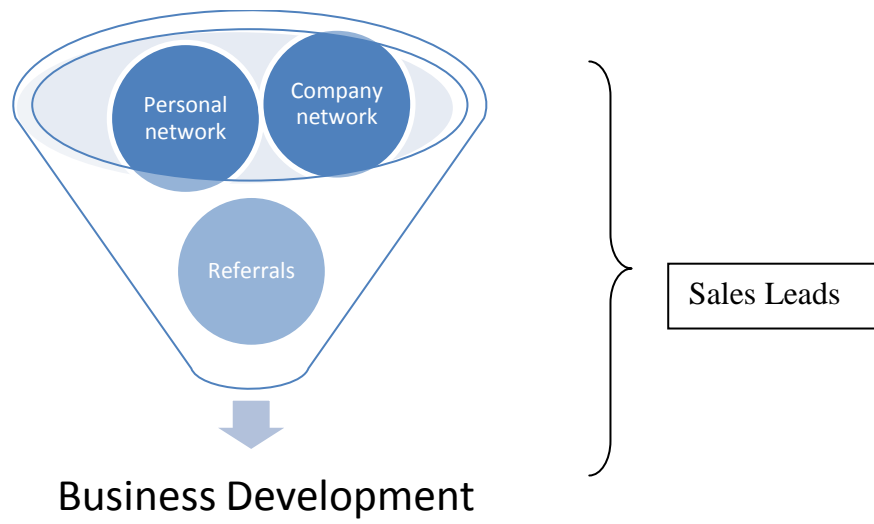 Personal
network
Company
network
Referrals
Sales Leads
Business Development